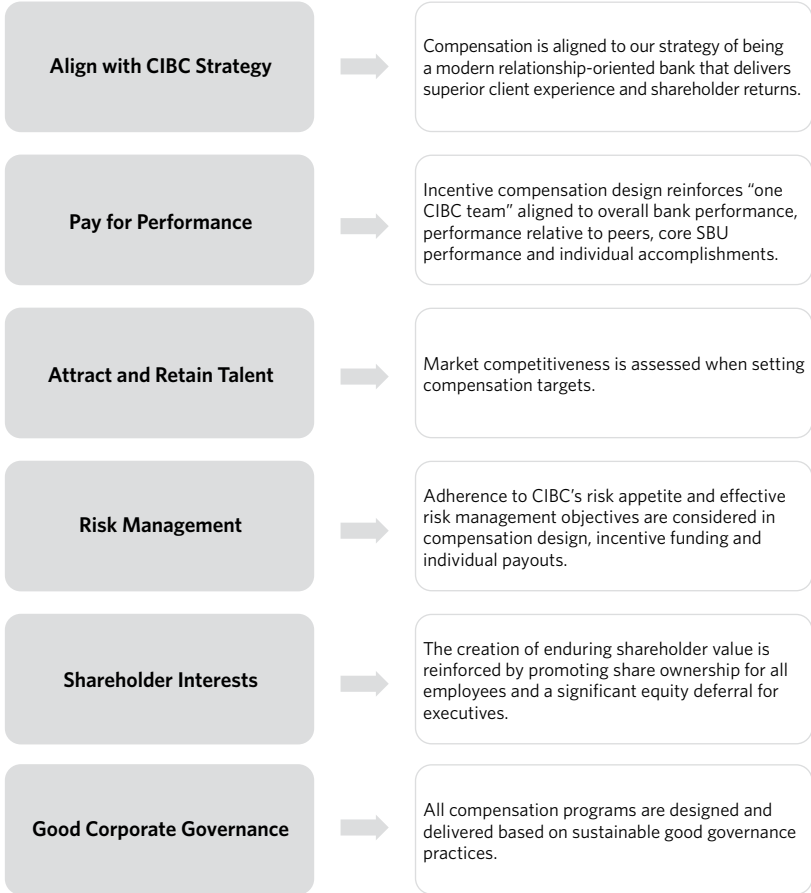 Align with CIBC Strategy
Compensation is aligned to our strategy of being
a modern relationship-oriented bank that delivers
superior client experience and shareholder returns.
Pay for Performance
Incentive compensation design reinforces “one
CIBC team” aligned to overall bank performance,
performance relative to peers, core SBU
performance and individual accomplishments.
Attract and Retain Talent
Market competitiveness is assessed when setting
compensation targets.
Risk Management
Adherence to CIBC’s risk appetite and effective
risk management objectives are considered in
compensation design, incentive funding and
individual payouts.
Shareholder Interests
The creation of enduring shareholder value is
reinforced by promoting share ownership for all
employees and a significant equity deferral for
executives.
Good Corporate Governance
All compensation programs are designed and
delivered based on sustainable good governance
practices.